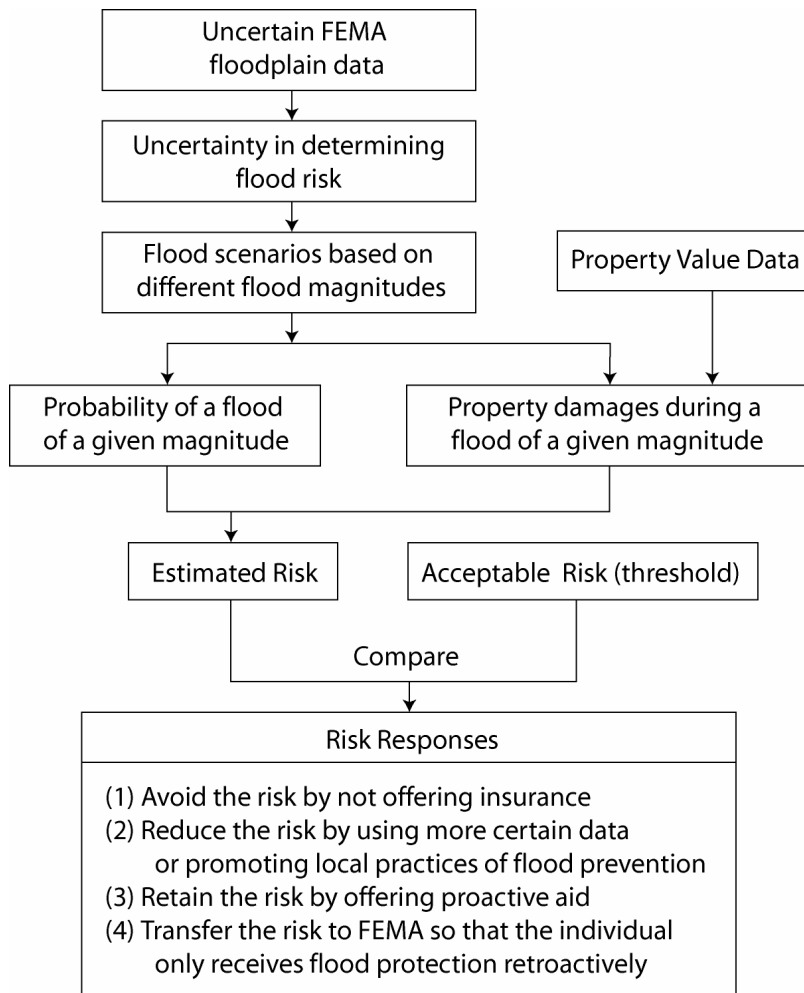 Uncertain FEMA
floodplain data
Uncertainty in determining
flood risk
Flood scenarios based on
different flood magnitudes
Property Value Data
Probability of a flood
of a given magnitude
Property damages during a
flood of a given magnitude
Estimated Risk
Acceptable Risk (threshold)
Compare
Risk Responses
(1) Avoid the risk by not offering insurance
(2) Reduce the risk by using more certain data
or promoting local practices of flood prevention
(3) Retain the risk by offering proactive aid
(4) Transfer the risk to FEMA so that the individual
only receives flood protection retroactively